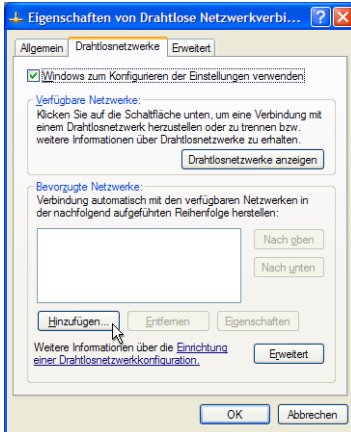 Eigenschaften von Drahtlose Netzwerkverbi...
Allgemein Drahtlosnetzwerke Erweitert
Windows zum Konfigurieren der Einstellungen verwenden
Verfügbare Netzwerke:
Klicken Sie auf die Schaltfläche unten, um eine Verbindung mit
einem Drahtlosnetzwerk herzustellen oder zu trennen bzw.
weitere Informationen über Drahtlosnetzwerke zu erhalten.
Drahtlosnetzwerke anzeigen
Bevorzugte Netzwerke:
Verbindung automatisch mit den verfügbaren Netzwerken in
der nachfolgend aufgeführten Reihenfolge herstellen:
Nach oben
Nach unten
Hinzufügen... Entfernen Eigenschaften
Weitere Informationen über die Einrichtung
einer Drahtlosnetzwerkkonfiguration.
Erweitert
OK Abbrechen